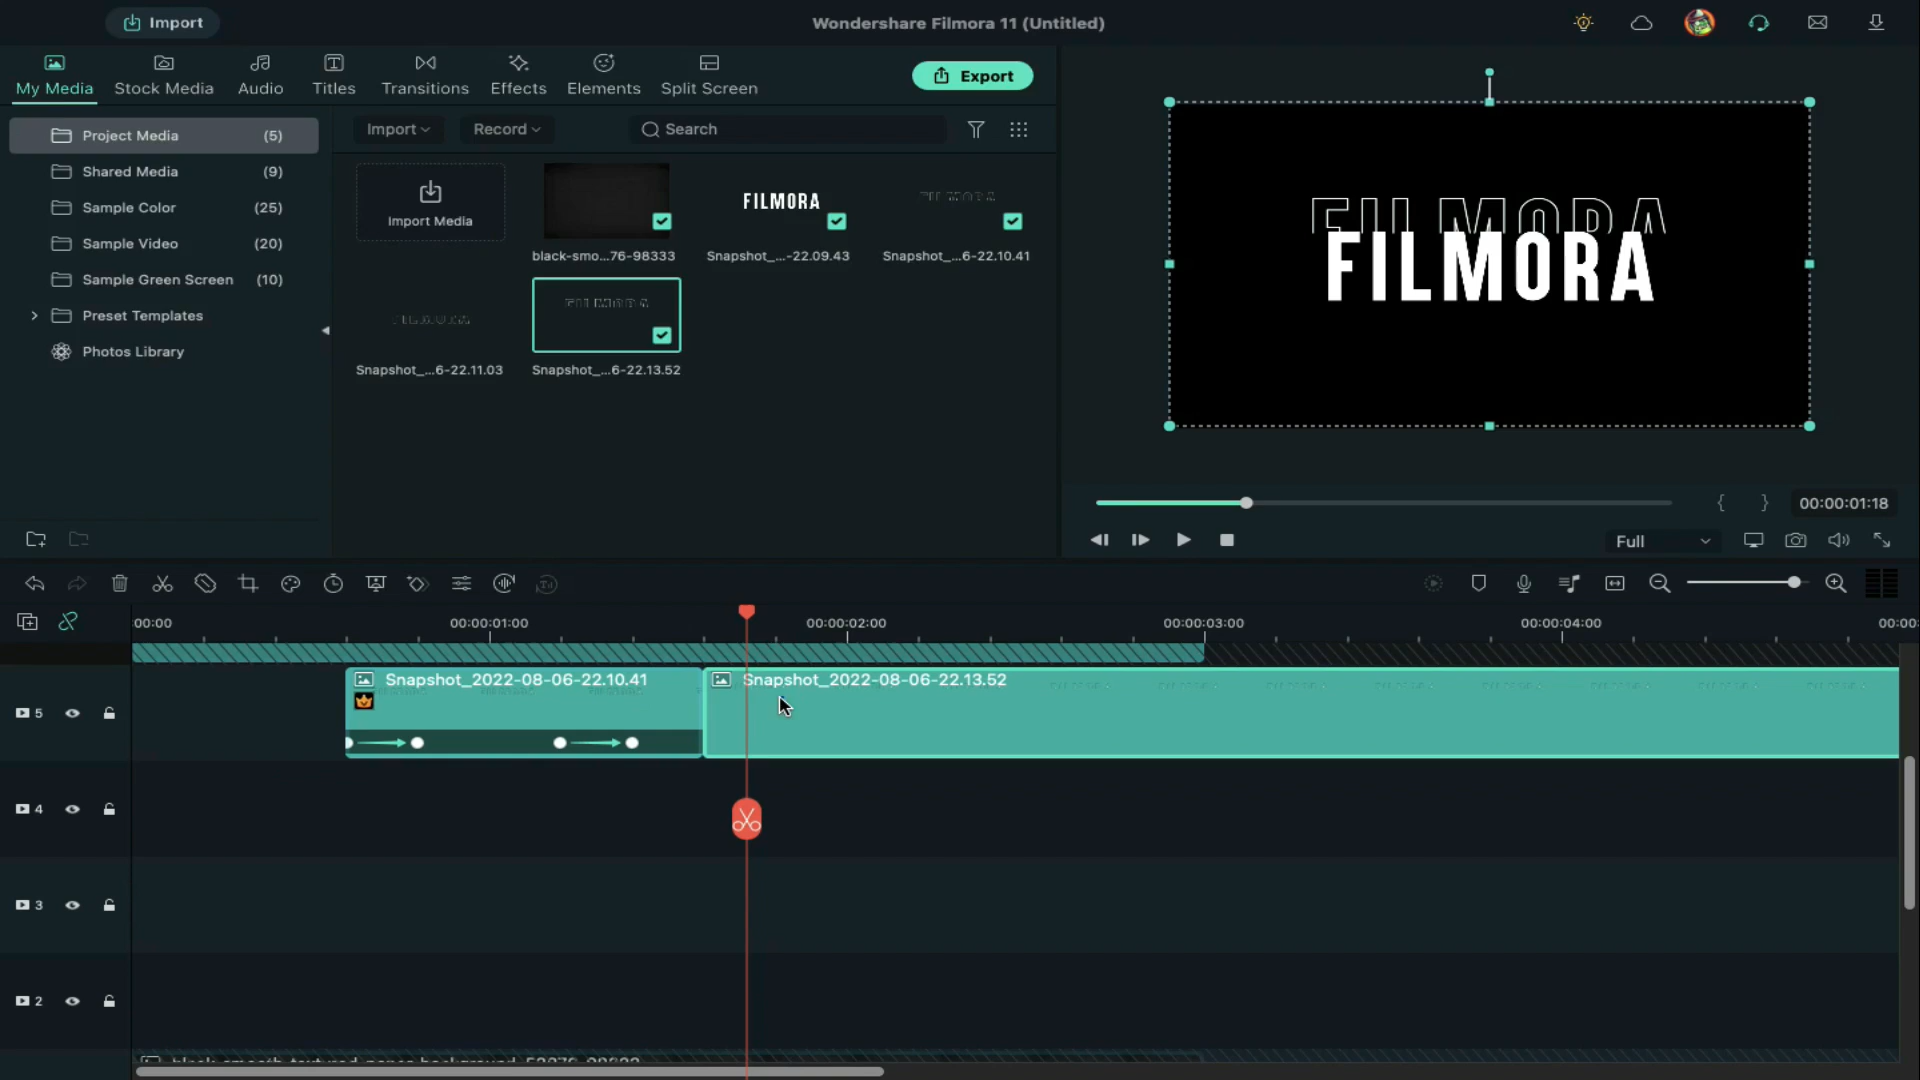 Import
Wondershare Filmora 11 (Untitled)
My Media
Stock Media
Audio
Titles
Transitions
Effects
Elements
Split Screen
Export
Project Media (5)
Shared Media (9)
Sample Color (25)
Sample Video (20)
Sample Green Screen (10)
Preset Templates
Photos Library
Import
Record
Search
Import Media
FILMORA
FILMORA
black-smo...76-98333
Snapshot_...-22.09.43
Snapshot_...6-22.10.41
FILMORA
FILMORA
Snapshot_...6-22.11.03
Snapshot_...6-22.13.52
FILMORA
FILMORA
00:00:01:18
Full
:00:00
00:00:01:00
00:00:02:00
00:00:03:00
00:00:04:00
00:00:0
Snapshot_2022-08-06-22.10.41
Snapshot_2022-08-06-22.13.52
5
4
3
2